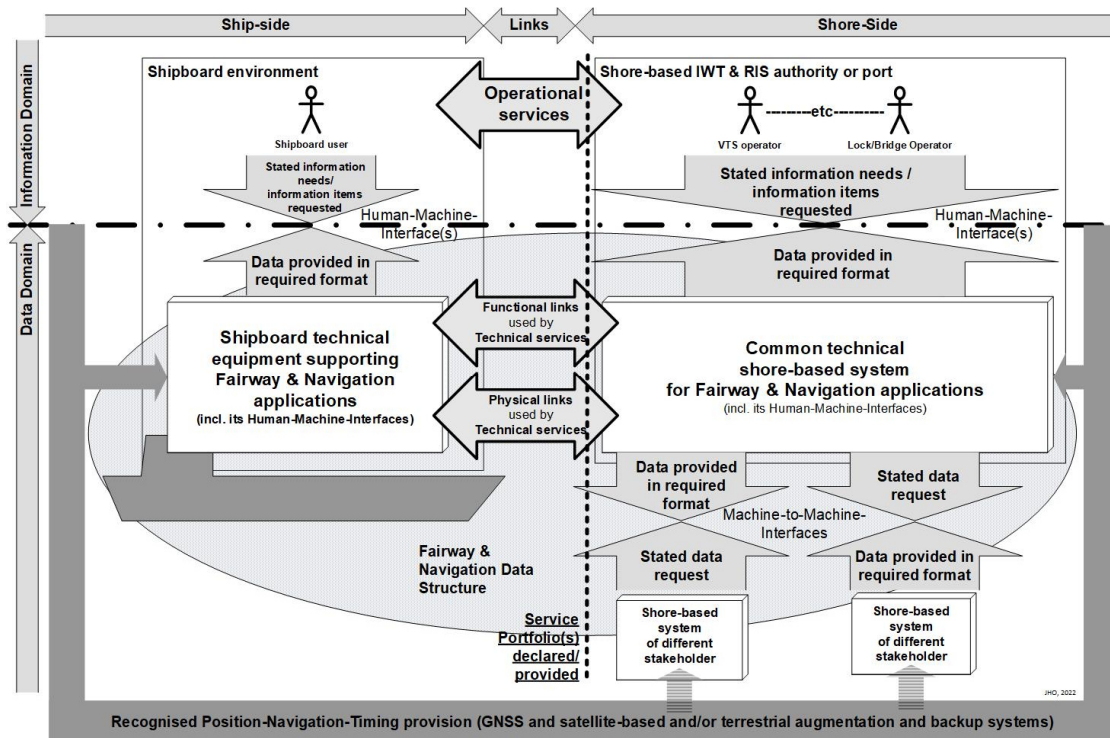 Ship-side
Links
Shore-Side
Information Domain
Data Domain
Shipboard environment
Shipboard user
Stated information
needs/
information items
requested
Human-Machine-
Interface(s)
Data provided in
required format
Shipboard technical
equipment supporting
Fairway & Navigation
applications
(incl. its Human-Machine-Interfaces)
Operational
services
Functional links
used by
Technical services
Physical links
used by
Technical services
Shore-based IWT & RIS authority or port
etc
VTS operator
Lock/Bridge Operator
Stated information needs /
information items
requested
Human-Machine-
Interface(s)
Data provided in
required format
Common technical
shore-based system
for Fairway & Navigation applications
(incl. its Human-Machine-Interfaces)
Data provided
in required
format
Stated data
request
Machine-to-Machine-
Interfaces
Stated data
request
Data provided in
required format
Fairway &
Navigation Data
Structure
Service
Portfolio(s)
declared/
provided
Shore-based
system
of different
stakeholder
Shore-based
system
of different
stakeholder
JHO, 2022
Recognised Position-Navigation-Timing provision (GNSS and satellite-based and/or terrestrial augmentation and backup systems)